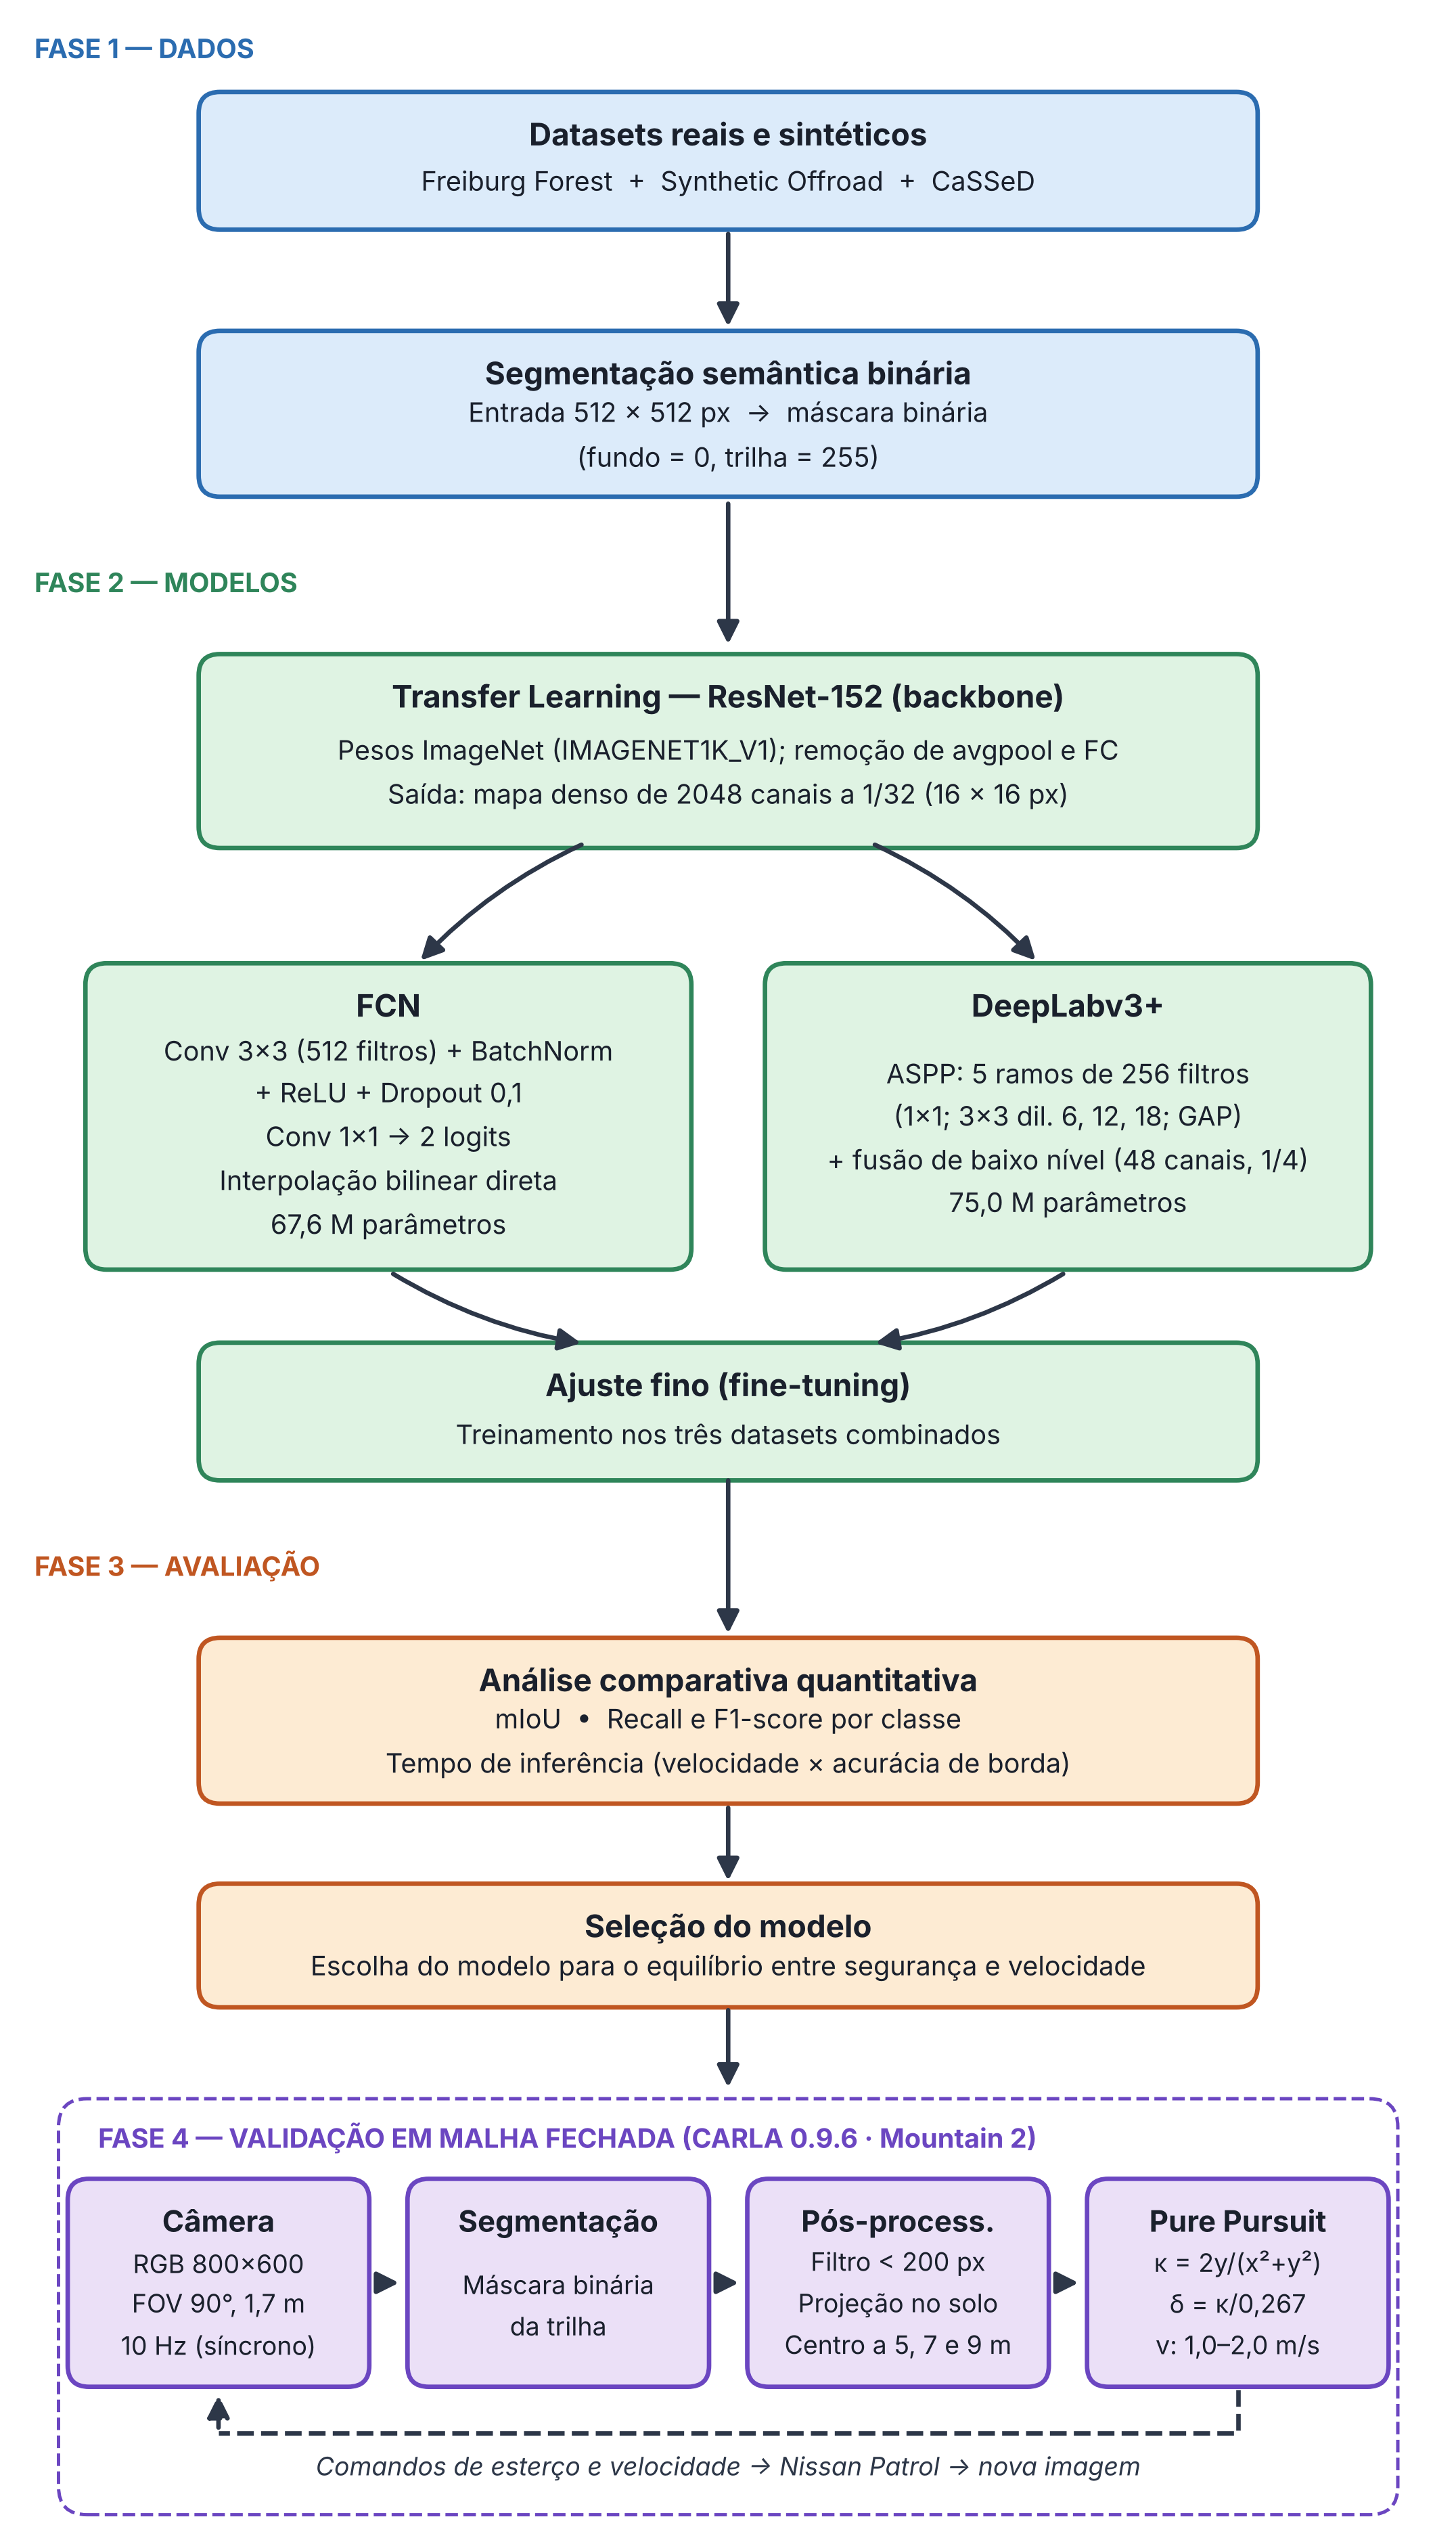 FASE 1 — DADOS
Datasets reais e sintéticos
Freiburg Forest + Synthetic Offroad + CaSSeD
Segmentação semântica binária
Entrada 512 × 512 px → máscara binária
(fundo = 0, trilha = 255)
FASE 2 — MODELOS
Transfer Learning — ResNet-152 (backbone)
Pesos ImageNet (IMAGENET1K_V1); remoção de avgpool e FC
Saída: mapa denso de 2048 canais a 1/32 (16 × 16 px)
FCN
Conv 3×3 (512 filtros) + BatchNorm
+ ReLU + Dropout 0,1
Conv 1×1 → 2 logits
Interpolação bilinear direta
67,6 M parâmetros
DeepLabv3+
ASPP: 5 ramos de 256 filtros
(1×1; 3×3 dil. 6, 12, 18; GAP)
+ fusão de baixo nível (48 canais, 1/4)
75,0 M parâmetros
Ajuste fino (fine-tuning)
Treinamento nos três datasets combinados
FASE 3 — AVALIAÇÃO
Análise comparativa quantitativa
mIoU • Recall e F1-score por classe
Tempo de inferência (velocidade × acurácia de borda)
Seleção do modelo
Escolha do modelo para o equilíbrio entre segurança e velocidade
FASE 4 — VALIDAÇÃO EM MALHA FECHADA (CARLA 0.9.6 · Mountain 2)
Câmera
RGB 800×600
FOV 90°, 1,7 m
10 Hz (síncrono)
Segmentação
Máscara binária
da trilha
Pós-process.
Filtro < 200 px
Projeção no solo
Centro a 5, 7 e 9 m
Pure Pursuit
κ = 2y/(x²+y²)
δ = κ/0,267
v: 1,0–2,0 m/s
Comandos de esterço e velocidade → Nissan Patrol → nova imagem